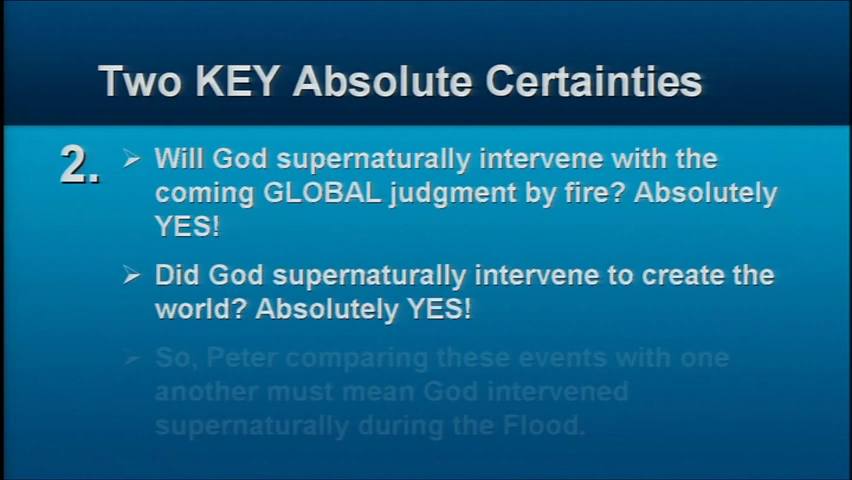 Two KEY Absolute Certainties
2. ➢ Will God supernaturally intervene with the
coming GLOBAL judgment by fire? Absolutely
YES!
➢ Did God supernaturally intervene to create the
world? Absolutely YES!
➢ So, Peter comparing these events with one
another must mean God intervened
supernaturally during the Flood.